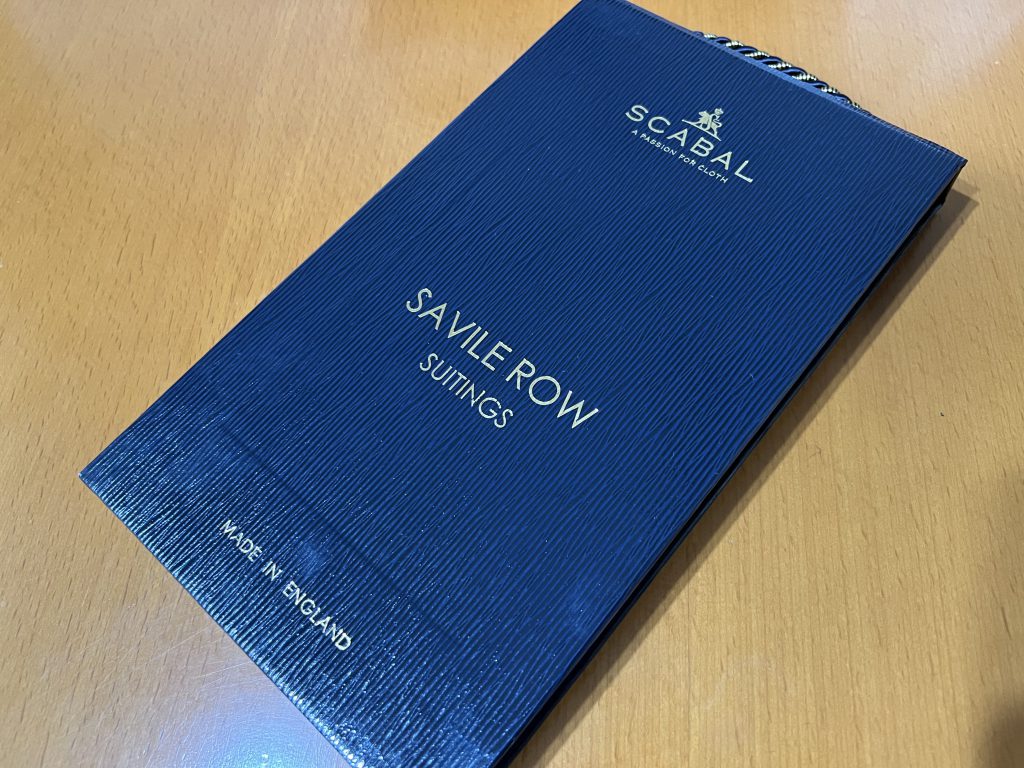 SCABAL
A PASSION FOR CLOTH
SAVILE ROW
SUITINGS
MADE IN ENGLAND